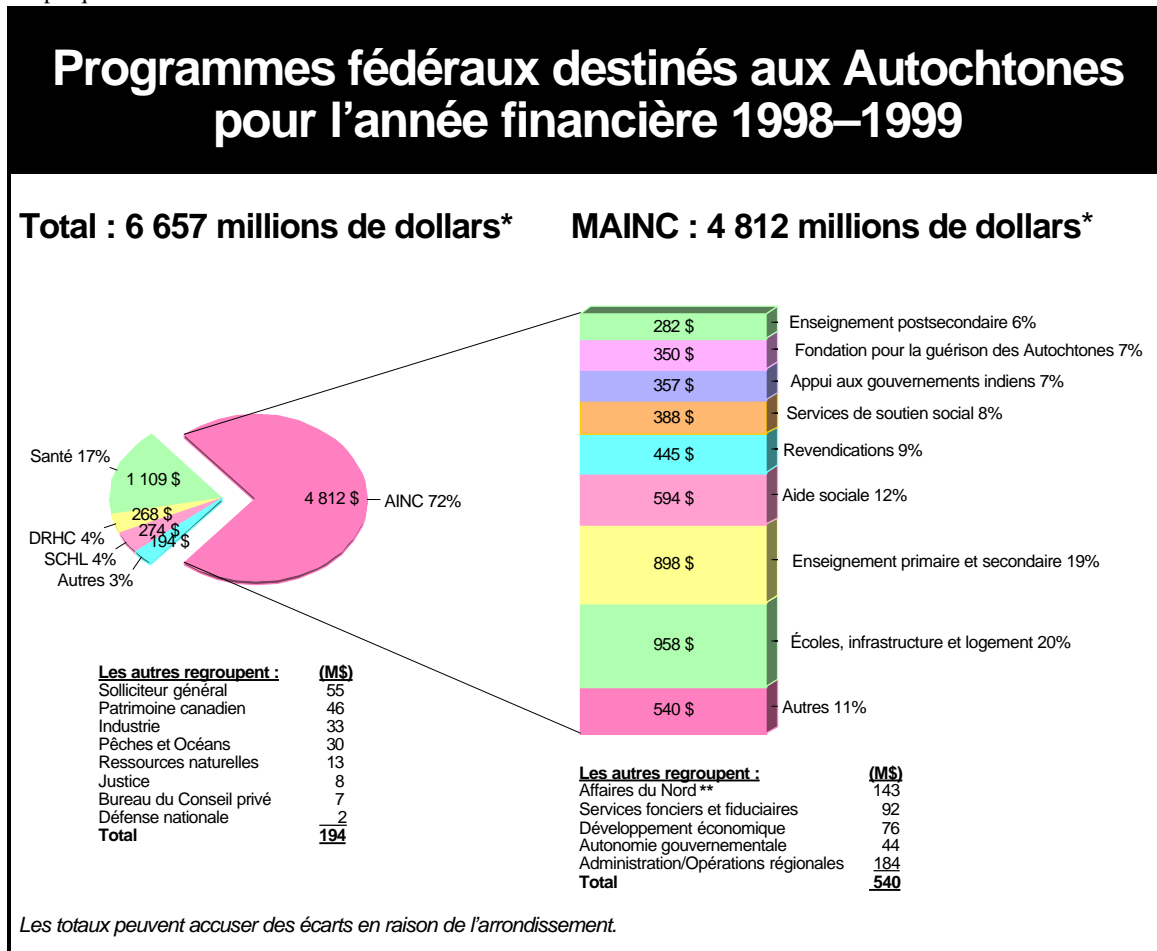 Programmes fédéraux destinés aux Autochtones
pour l'année financière 1998–1999
Total : 6 657 millions de dollars*
MAINC : 4 812 millions de dollars*
Santé 17%
1 109 $
268 $
DRHC 4%
274 $
SCHL 4%
194 $
Autres 3%
4 812 $
AINC 72%
282 $ Enseignement postsecondaire 6%
350 $ Fondation pour la guérison des Autochtones 7%
357 $ Appui aux gouvernements indiens 7%
388 $ Services de soutien social 8%
445 $ Revendications 9%
594 $ Aide sociale 12%
898 $ Enseignement primaire et secondaire 19%
958 $ Écoles, infrastructure et logement 20%
540 $ Autres 11%
Les autres regroupent : (M$)
Solliciteur général 55
Patrimoine canadien 46
Industrie 33
Pêches et Océans 30
Ressources naturelles 13
Justice 8
Bureau du Conseil privé 7
Défense nationale 2
Total 194
Les autres regroupent : (M$)
Affaires du Nord ** 143
Services fonciers et fiduciaires 92
Développement économique 76
Autonomie gouvernementale 44
Administration/Opérations régionales 184
Total 540
Les totaux peuvent accuser des écarts en raison de l'arrondissement.